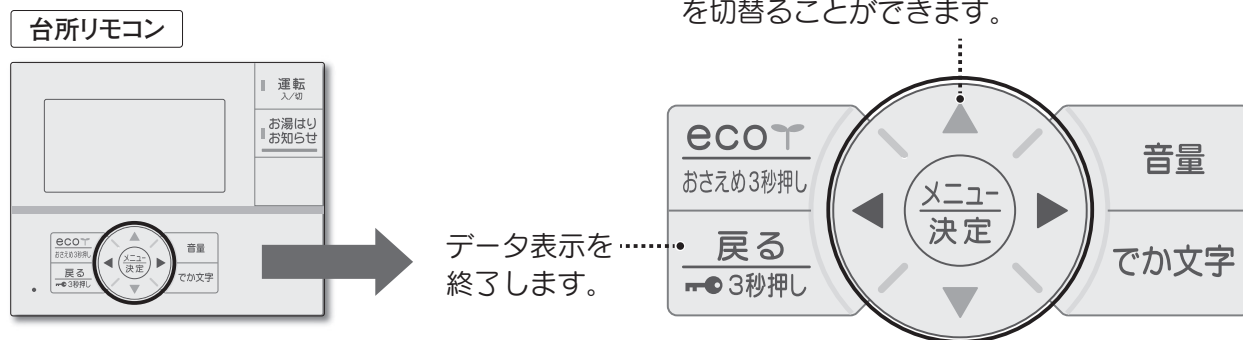 を切替ることができます。
台所リモコン
運転
入/切
お湯はり
お知らせ
eco
おさえめ3秒押し
戻る
3秒押し
メニュー
決定
音量
でか文字
データ表示を
終了します。
eco
おさえめ3秒押し
戻る
3秒押し
メニュー
決定
音量
でか文字